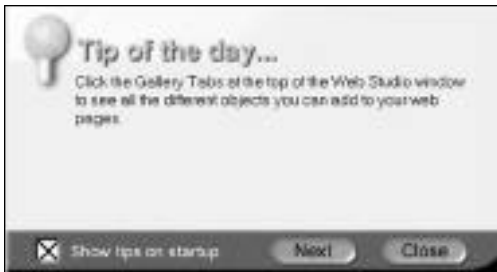 Tip of the day...
Click the Gallery Tabs at the top of the Web Studio window
to see all the different objects you can add to your web
pages.
Show tips on startup
Next
Close